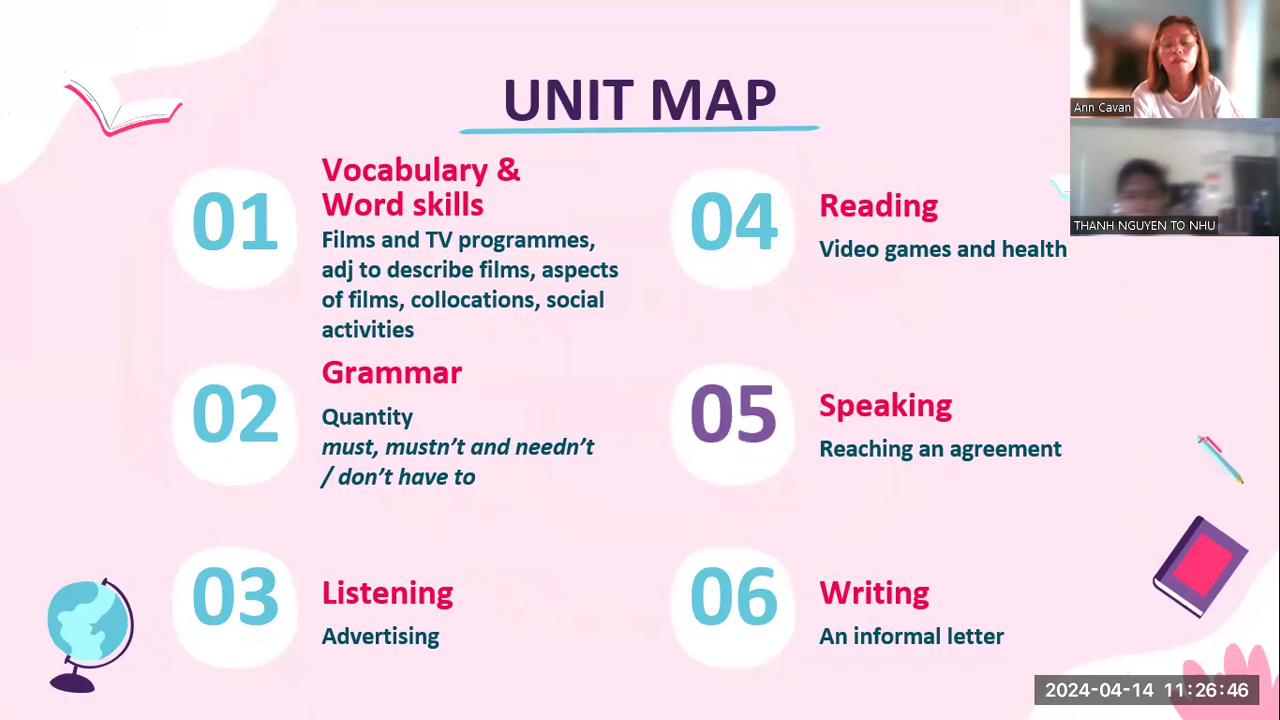 UNIT MAP
01
Vocabulary &
Word skills
Films and TV programmes,
adj to describe films, aspects
of films, collocations, social
activities
02
Grammar
Quantity
must, mustn't and needn't
/ don't have to
03
Listening
Advertising
04
Reading
Video games and health
05
Speaking
Reaching an agreement
06
Writing
An informal letter
Ann Cavan
THANH NGUYEN TO NHU
2024-04-14 11:26:46